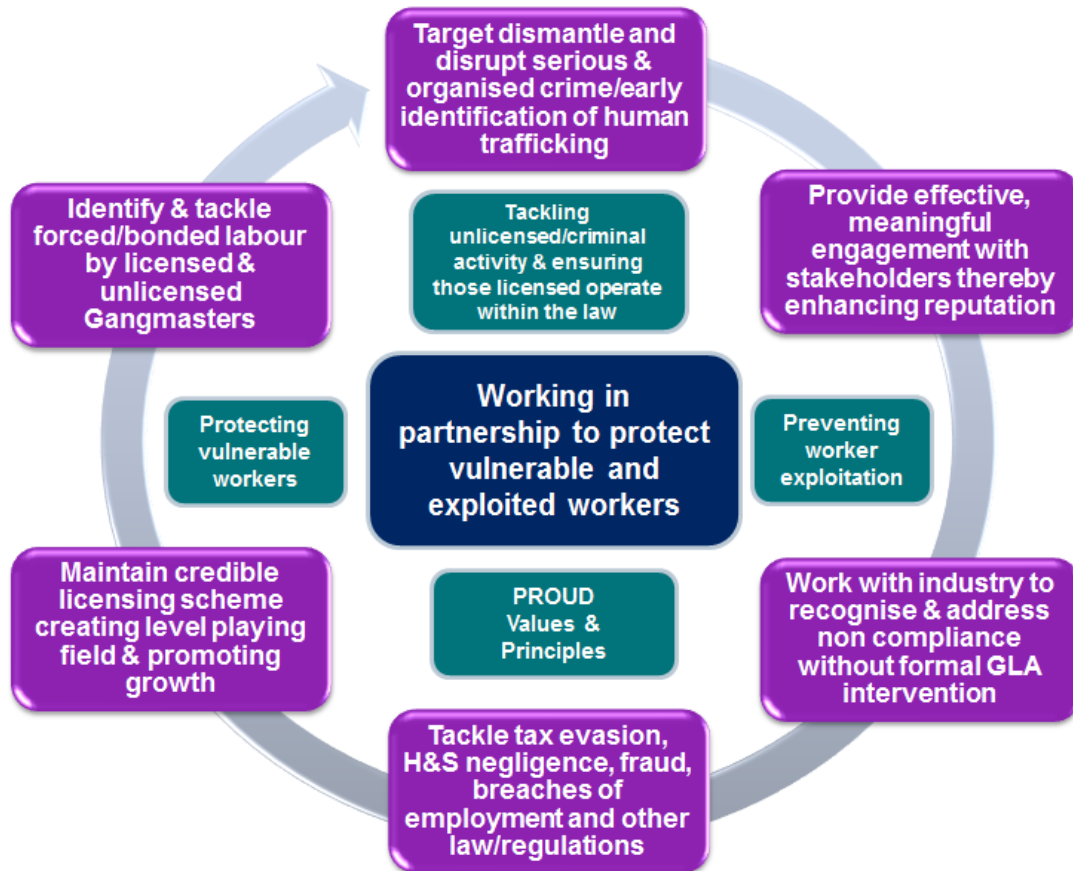 Target dismantle and
disrupt serious &
organised crime/early
identification of human
trafficking
Identify & tackle
forced/bonded labour
by licensed &
unlicensed
Gangmasters
Tackling
unlicensed/criminal
activity & ensuring
those licensed operate
within the law
Provide effective,
meaningful
engagement with
stakeholders thereby
enhancing reputation
Protecting
vulnerable
workers
Working in
partnership to protect
vulnerable and
exploited workers
Preventing
worker
exploitation
Maintain credible
licensing scheme
creating level playing
field & promoting
growth
PROUD
Values &
Principles
Work with industry to
recognise & address
non compliance
without formal GLA
intervention
Tackle tax evasion,
H&S negligence, fraud,
breaches of
employment and other
law/regulations